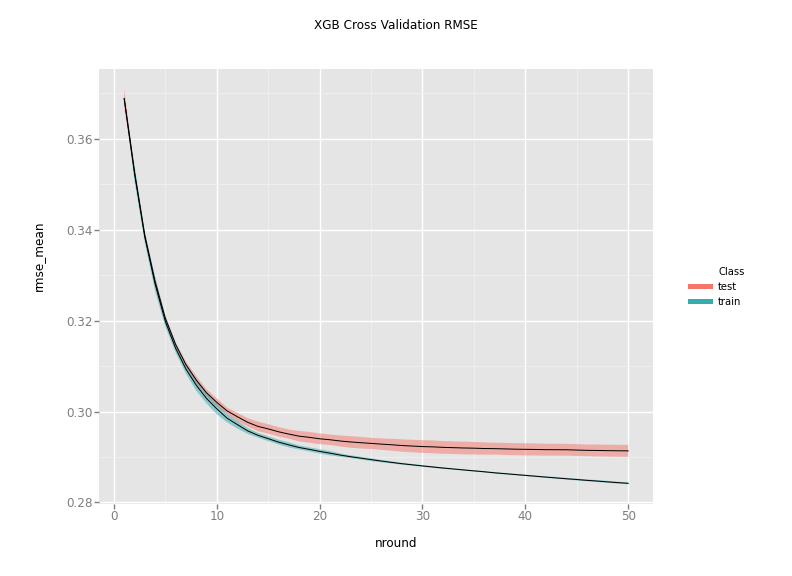 XGB Cross Validation RMSE
rmse_mean
0.36
0.34
0.32
0.30
0.28
0
10
20
30
40
50
nround
Class
test
train